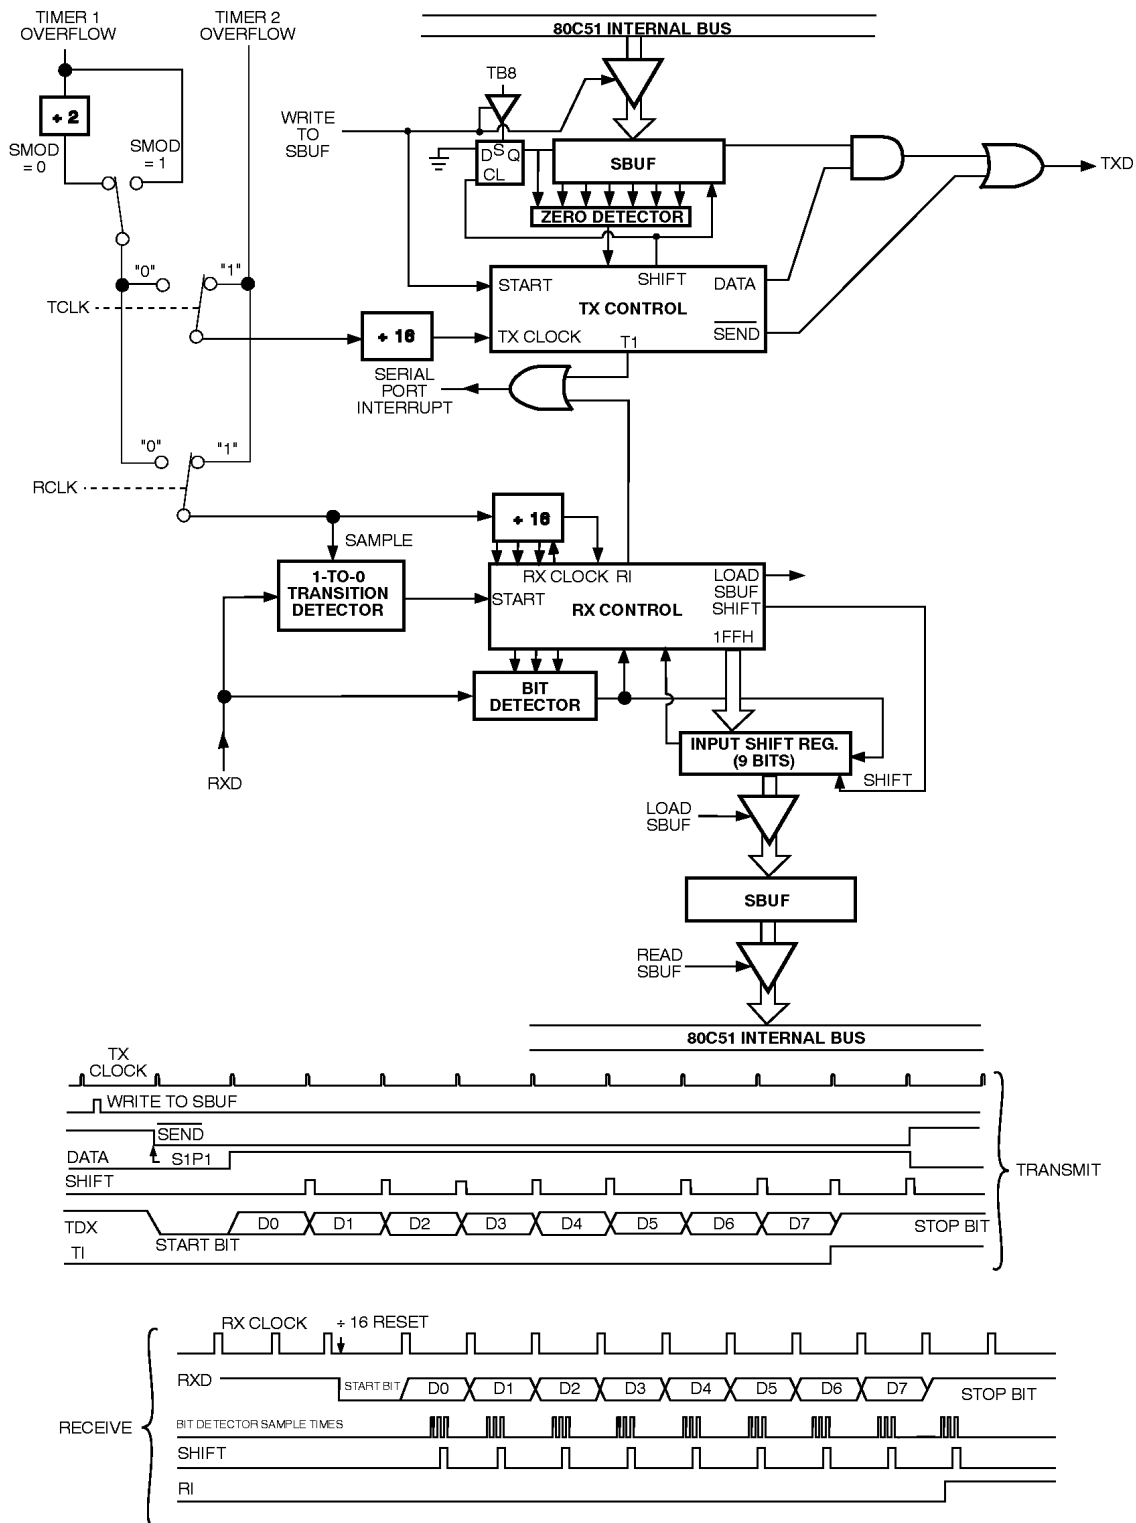 TIMER 1
OVERFLOW
TIMER 2
OVERFLOW
80C51 INTERNAL BUS
TB8
÷ 2
WRITE
TO
SBUF
SMOD
= 0
SMOD
= 1
D S Q
CL
SBUF
TXD
ZERO DETECTOR
"0"
"1"
START
SHIFT
DATA
TCLK
TX CONTROL
÷ 16
TX CLOCK
T1
SEND
SERIAL
PORT
INTERRUPT
"0"
"1"
RCLK
÷ 16
SAMPLE
1-TO-0
TRANSITION
DETECTOR
RX CLOCK
RI
LOAD
SBUF
START
RX CONTROL
SHIFT
1FFH
BIT
DETECTOR
INPUT SHIFT REG.
(9 BITS)
RXD
SHIFT
LOAD
SBUF
SBUF
READ
SBUF
80C51 INTERNAL BUS
TX
CLOCK
WRITE TO SBUF
SEND
DATA
S1P1
TRANSMIT
SHIFT
TDX
D0 D1 D2 D3 D4 D5 D6 D7
STOP BIT
START BIT
TI
RX CLOCK
÷ 16 RESET
RXD
START BIT
D0 D1 D2 D3 D4 D5 D6 D7
STOP BIT
RECEIVE
BIT DETECTOR SAMPLE TIMES
SHIFT
RI